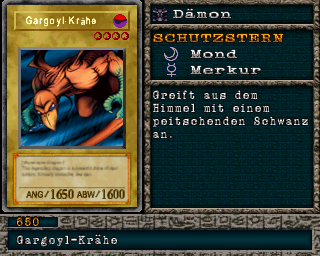 Gargoyl-Krähe
ANG/1650 ABW/1600
Dämon
SCHUTZSTERN
Mond
Merkur
Greift aus dem
Himmel mit einem
peitschenden Schwanz
an.
650
Gargoyl-Krähe